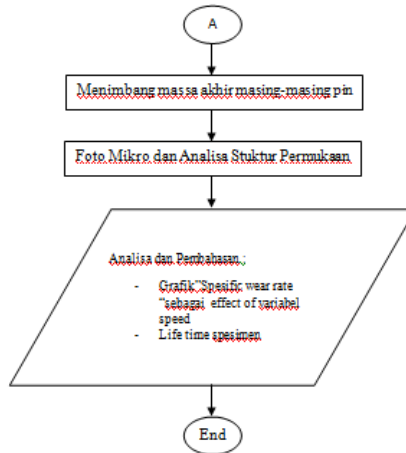 A
Menimbang massa akhir masing-masing pin
Foto Mikro dan Analisa Stuktur Permukaan
Analisa dan Pembahasan :
- Grafik"Spesific wear rate
"sebagai effect of variabel
speed
- Life time spesimen
End